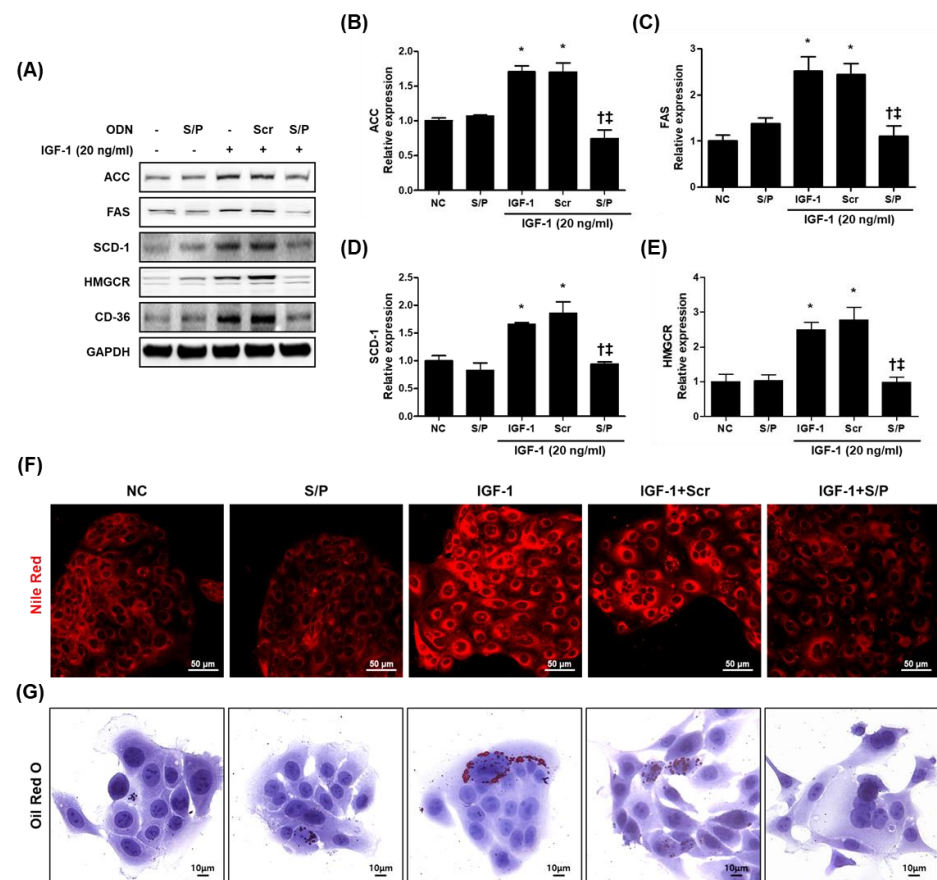 (A)
ODN - S/P - Scr S/P
IGF-1 (20 ng/ml) - - + + +
ACC
FAS
SCD-1
HMGCR
CD-36
GAPDH
(B)
ACC
Relative expression
2.0
1.5
1.0
0.5
0.0
* *
†‡
NC S/P IGF-1 Scr S/P
IGF-1 (20 ng/ml)
(C)
FAS
Relative expression
3
2
1
0
* *
†‡
NC S/P IGF-1 Scr S/P
IGF-1 (20 ng/ml)
(D)
SCD-1
Relative expression
2.5
2.0
1.5
1.0
0.5
0.0
* *
†‡
NC S/P IGF-1 Scr S/P
IGF-1 (20 ng/ml)
(E)
HMGCR
Relative expression
4
3
2
1
0
* *
†‡
NC S/P IGF-1 Scr S/P
IGF-1 (20 ng/ml)
(F)
NC S/P IGF-1 IGF-1+Scr IGF-1+S/P
Nile Red
50 μm 50 μm 50 μm 50 μm 50 μm
(G)
Oil Red O
10μm 10μm 10μm 10μm 10μm